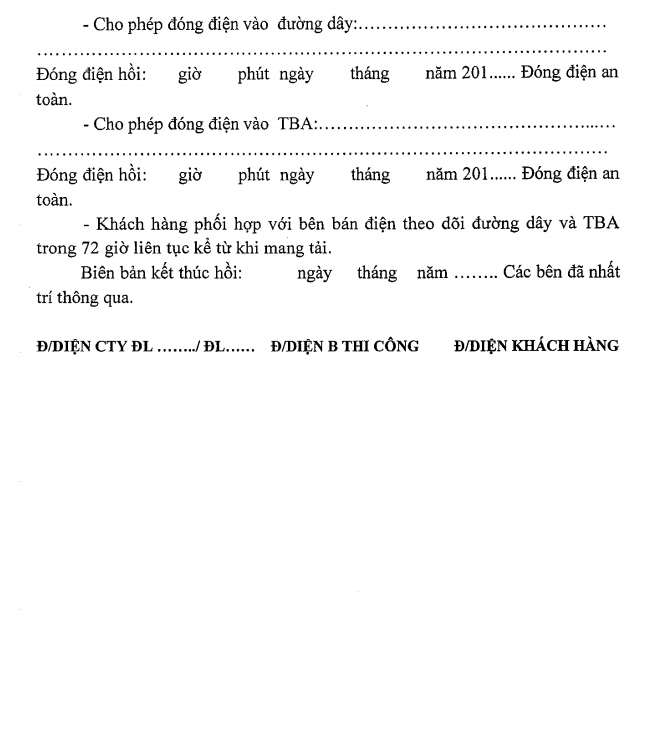 - Cho phép đóng điện vào đường dây:……………………………………
……………………………………………………………………………………
Đóng điện hồi: giờ phút ngày tháng năm 201...... Đóng điện an
toàn.
- Cho phép đóng điện vào TBA:………………………………………...…
……………………………………………………………………………………
Đóng điện hồi: giờ phút ngày tháng năm 201...... Đóng điện an
toàn.
- Khách hàng phối hợp với bên bán điện theo dõi đường dây và TBA
trong 72 giờ liên tục kể từ khi mang tải.
Biên bản kết thúc hồi: ngày tháng năm …….. Các bên đã nhất
trí thông qua.
Đ/DIỆN CTY ĐL ……../ ĐL…… Đ/DIỆN B THI CÔNG Đ/DIỆN KHÁCH HÀNG